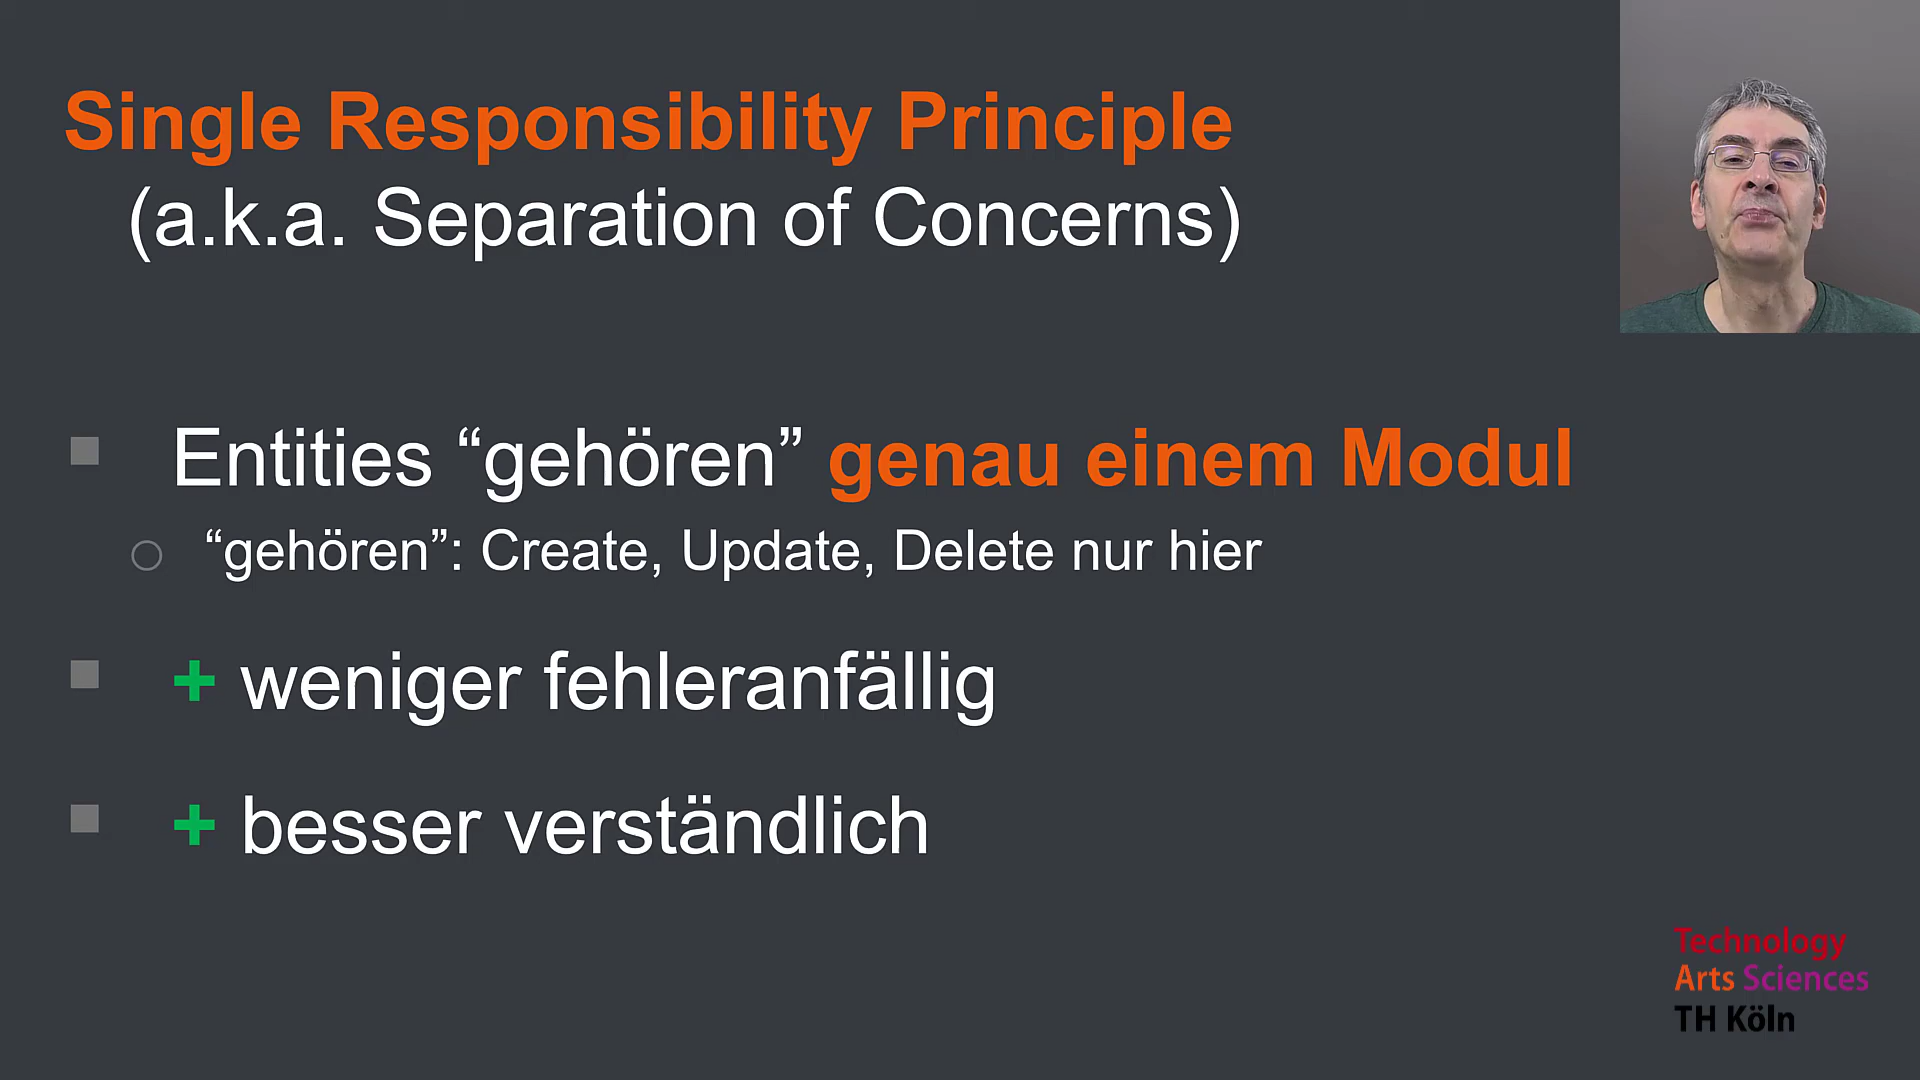 Single Responsibility Principle
(a.k.a. Separation of Concerns)
Entities “gehören” genau einem Modul
“gehören”: Create, Update, Delete nur hier
+ weniger fehleranfällig
+ besser verständlich
Technology
Arts Sciences
TH Köln